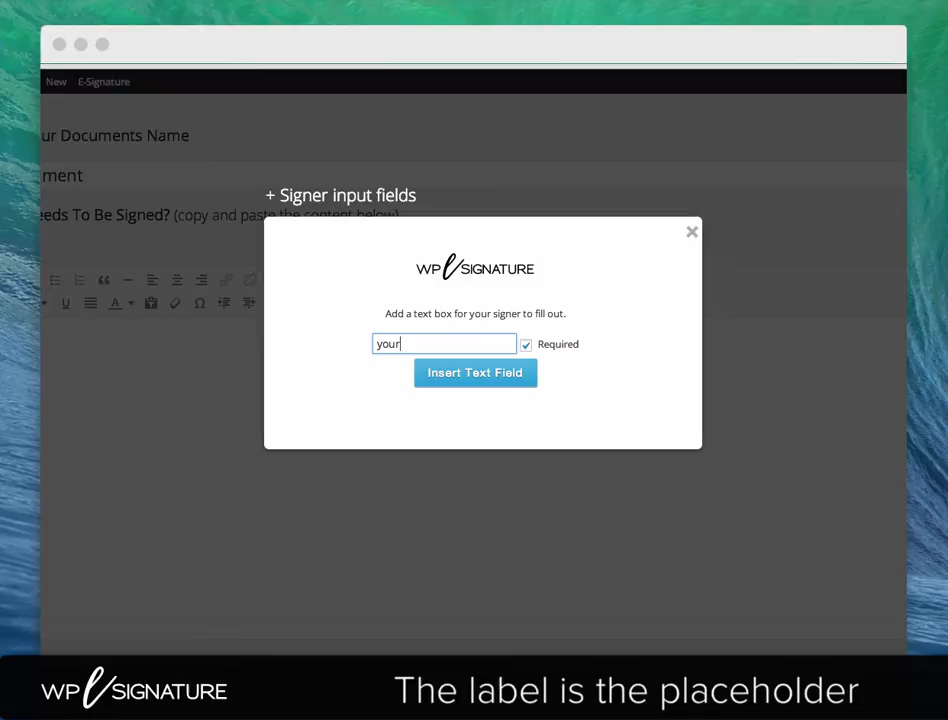 New E-Signature
ur Documents Name
ment
+ Signer input fields
eeds To Be Signed? (copy and paste the content below)
WP e SIGNATURE
Add a text box for your signer to fill out.
your
Required
Insert Text Field
WP e SIGNATURE
The label is the placeholder